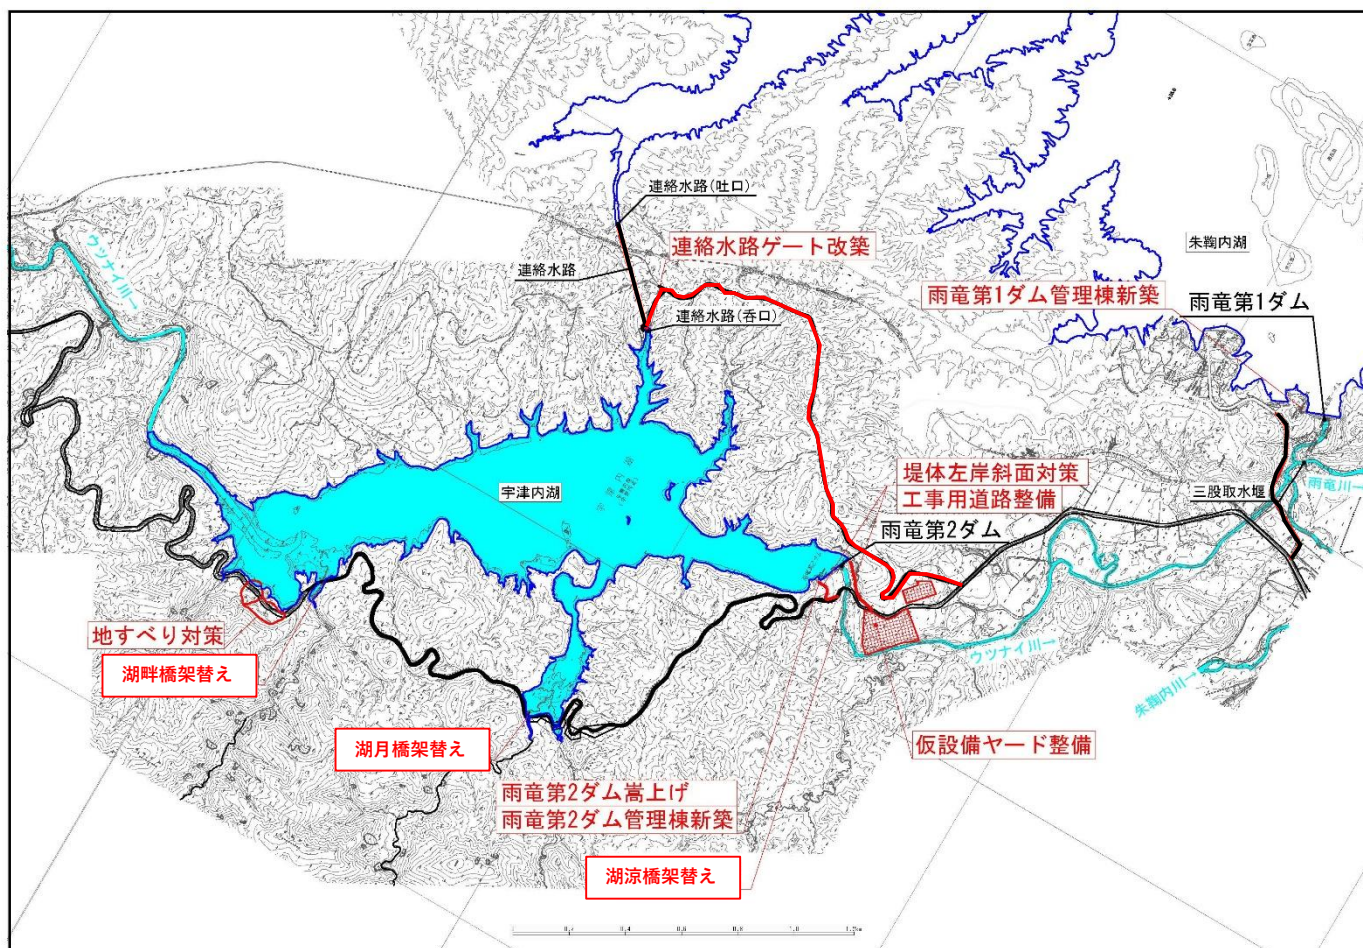 連絡水路(吐口)
連絡水路ゲート改築
連絡水路
連絡水路(呑口)
朱鞠内湖
雨竜第1ダム管理棟新築
雨竜第1ダム
ウツナイ川→
宇津内湖
堤体左岸斜面対策
工事用道路整備
雨竜第2ダム
三股取水堰
雨竜川→
地すべり対策
湖畔橋架替え
ウツナイ川→
朱鞠内川→
湖月橋架替え
仮設備ヤード整備
雨竜第2ダム嵩上げ
雨竜第2ダム管理棟新築
湖涼橋架替え